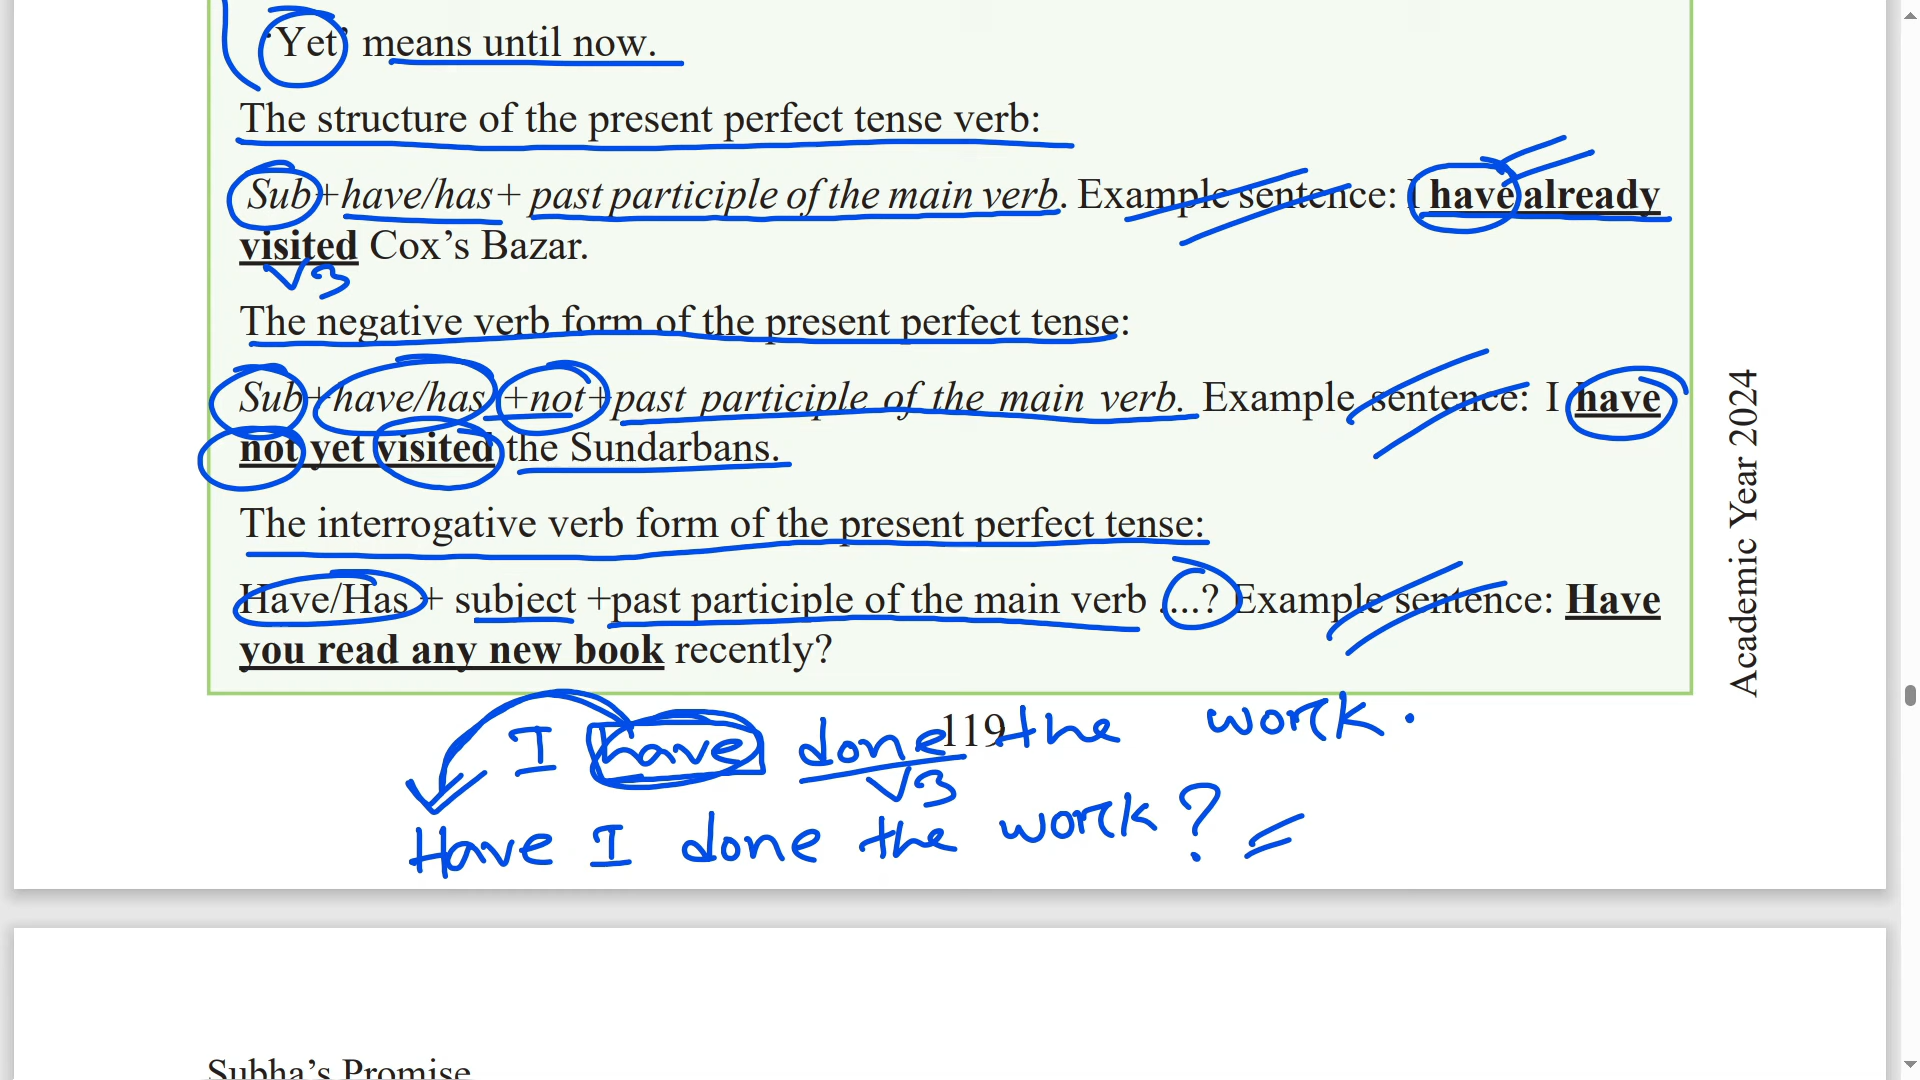 ‘Yet’ means until now.
The structure of the present perfect tense verb:
Sub+have/has+ past participle of the main verb. Example sentence: I have already
visited Cox’s Bazar.
V3
The negative verb form of the present perfect tense:
Sub+have/has +not+past participle of the main verb. Example sentence: I have
not yet visited the Sundarbans.
The interrogative verb form of the present perfect tense:
Have/Has + subject +past participle of the main verb ....? Example sentence: Have
you read any new book recently?
Academic Year 2024
119
I have done the work.
V3
Have I done the work?
Subha’s Promise